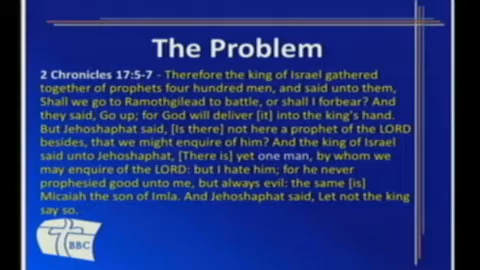 The Problem
2 Chronicles 17:5-7 - Therefore the king of Israel gathered
together of prophets four hundred men, and said unto them,
Shall we go to Ramothgilead to battle, or shall I forbear? And
they said, Go up; for God will deliver [it] into the king's hand.
But Jehoshaphat said, [Is there] not here a prophet of the LORD
besides, that we might enquire of him? And the king of Israel
said unto Jehoshaphat, [There is] yet one man, by whom we
may enquire of the LORD: but I hate him; for he never
prophesied good unto me, but always evil: the same [is]
Micaiah the son of Imla. And Jehoshaphat said, Let not the king
say so.
BBC